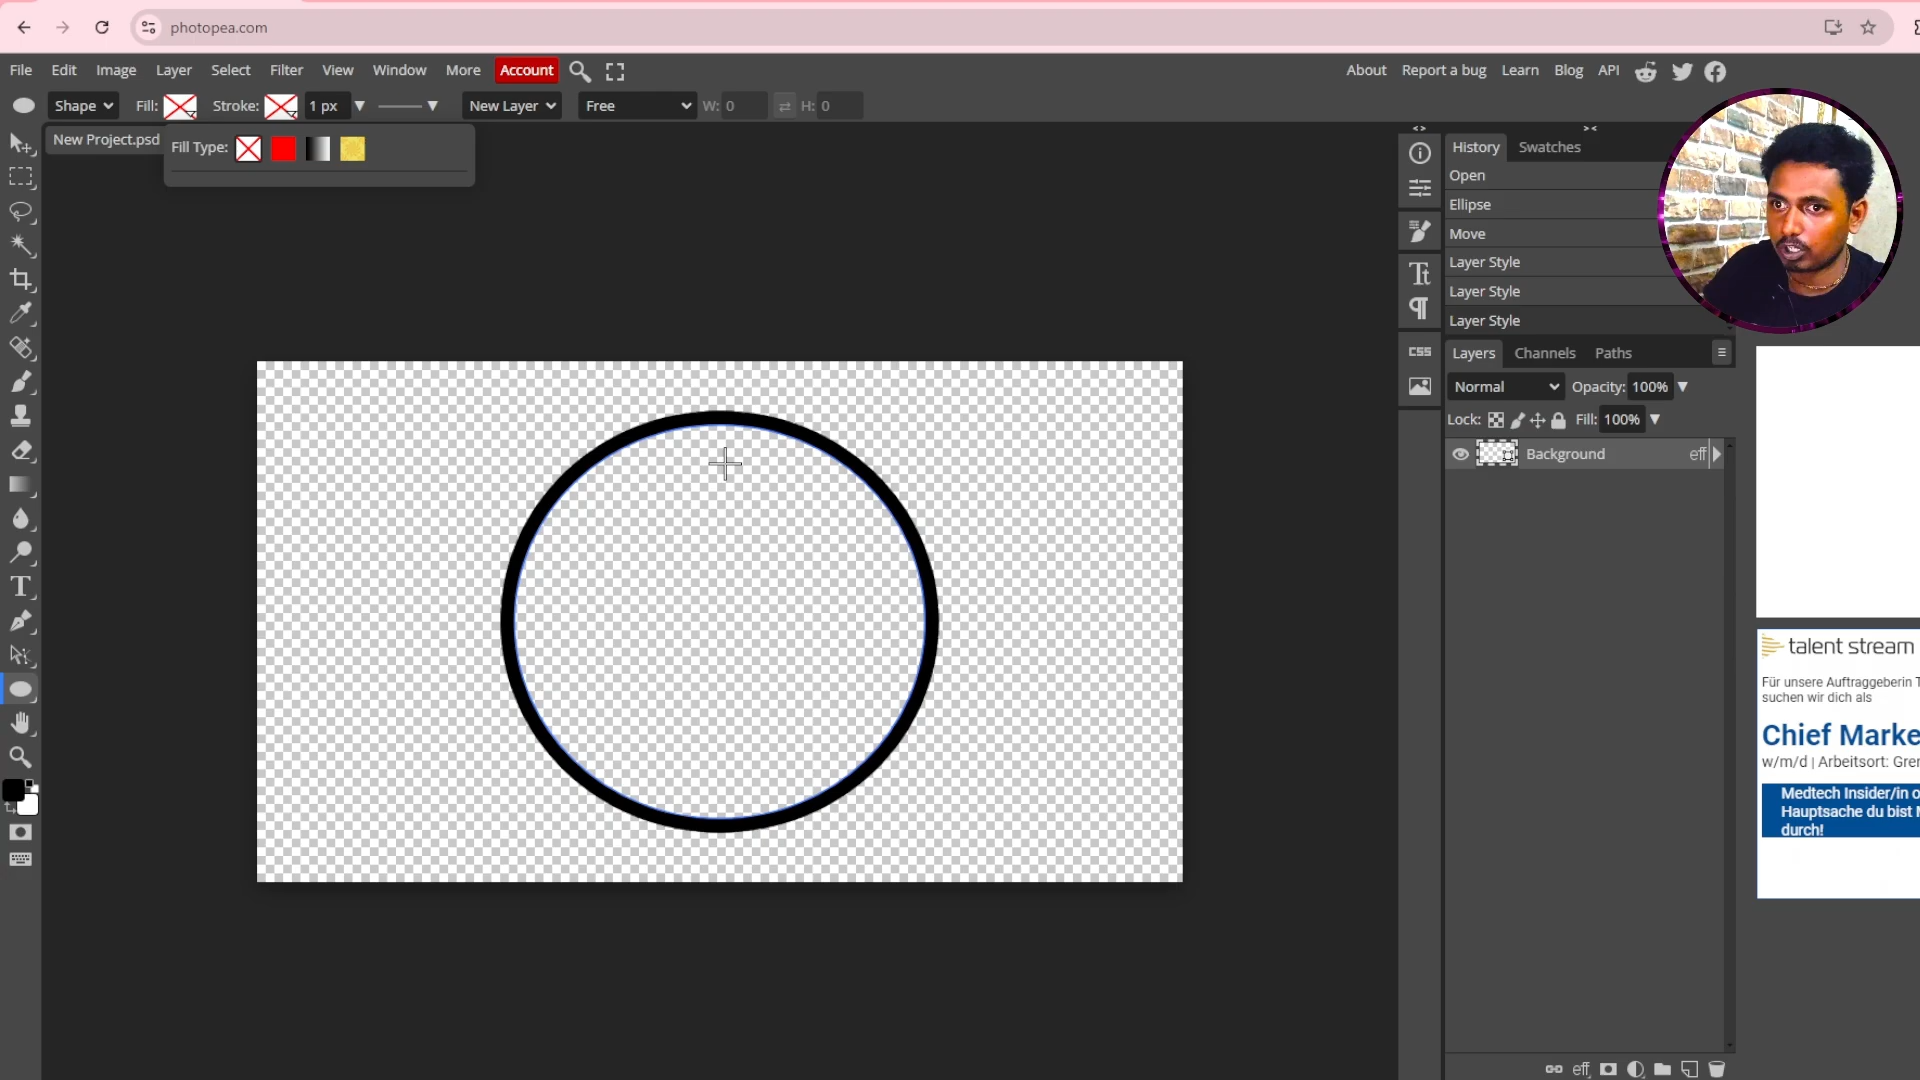 photopea.com
File Edit Image Layer Select Filter View Window More Account
About Report a bug Learn Blog API
Shape Fill: Stroke: 1 px New Layer Free W: 0 H: 0
New Project.psd
Fill Type:
History Swatches
Open
Ellipse
Move
Layer Style
Layer Style
Layer Style
CSS
Layers Channels Paths
Normal Opacity: 100%
Lock: Fill: 100%
Background eff
eff
talent stream
Für unsere Auftraggeberin
suchen wir dich als
Chief Marke
w/m/d | Arbeitsort: Gren
Medtech Insider/in o
Hauptsache du bist
durch!